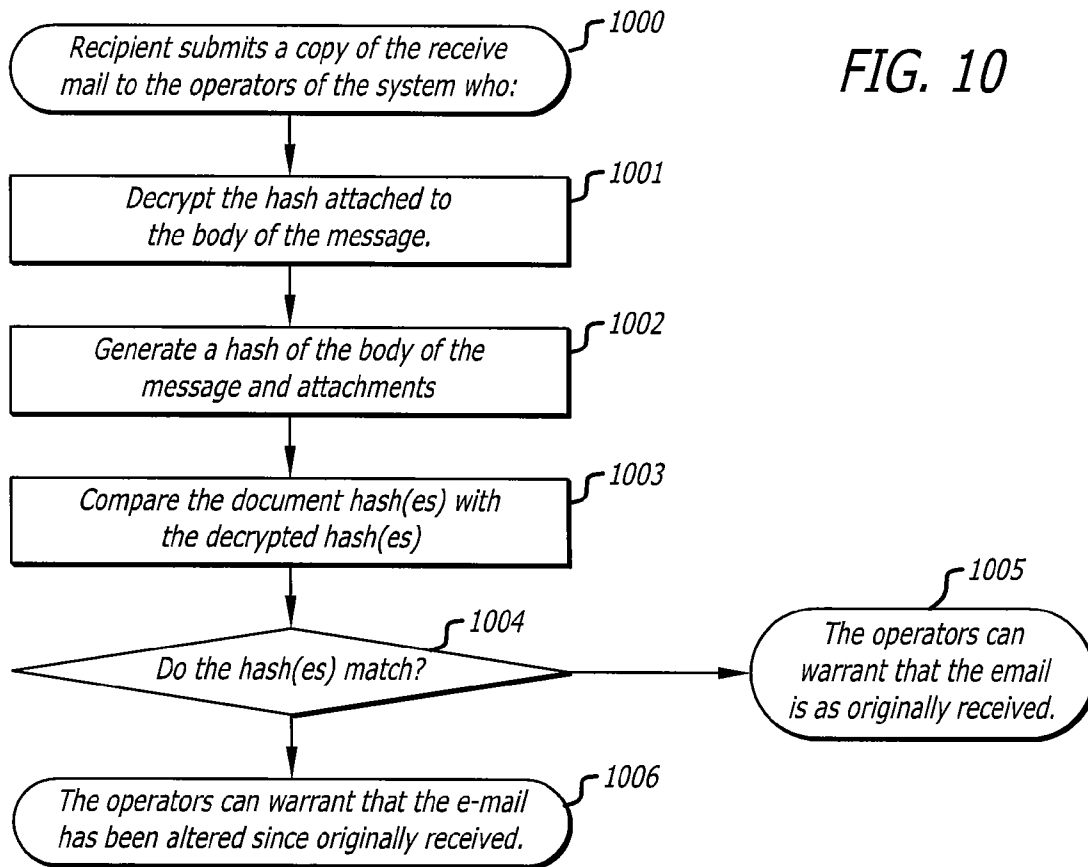 FIG. 10
1000
Recipient submits a copy of the receive
mail to the operators of the system who:
1001
Decrypt the hash attached to
the body of the message.
1002
Generate a hash of the body of the
message and attachments
1003
Compare the document hash(es) with
the decrypted hash(es)
1004
Do the hash(es) match?
1005
The operators can
warrant that the email
is as originally received.
1006
The operators can warrant that the e-mail
has been altered since originally received.